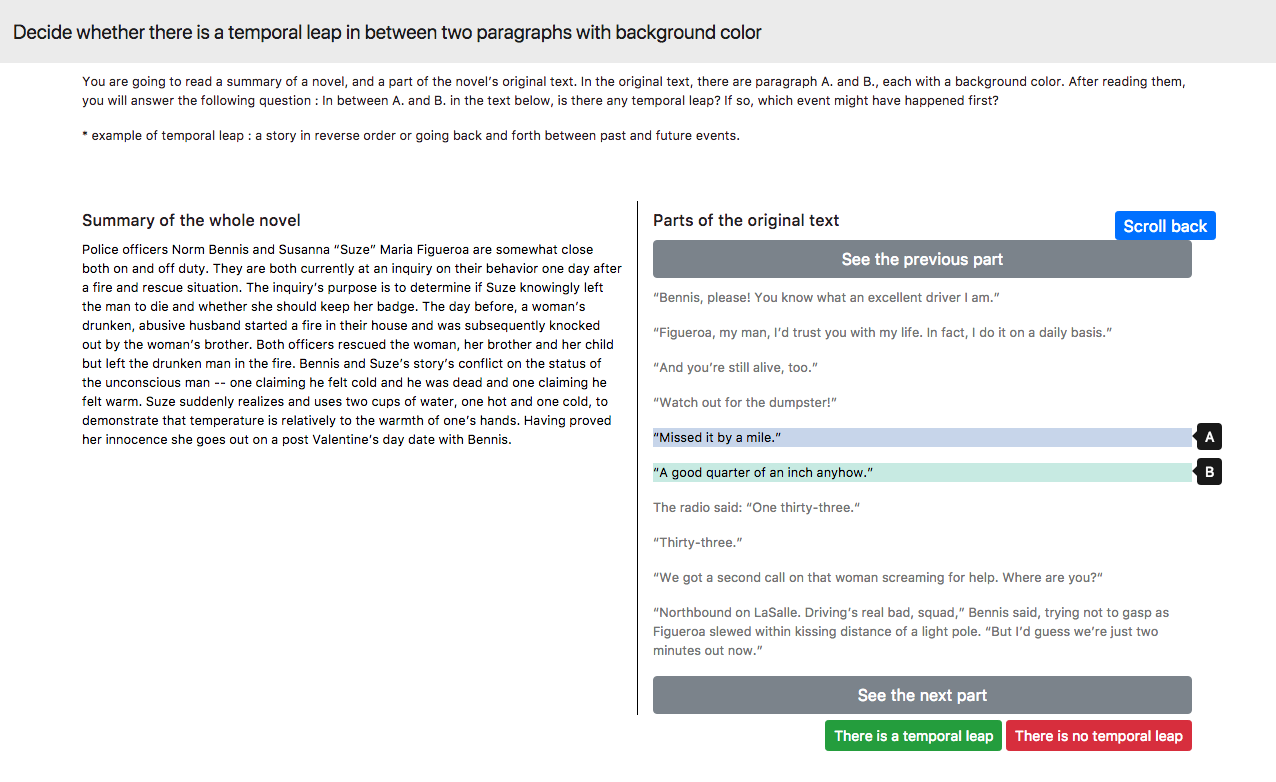 Decide whether there is a temporal leap in between two paragraphs with background color
You are going to read a summary of a novel, and a part of the novel's original text. In the original text, there are paragraph A. and B., each with a background color. After reading them,
you will answer the following question : In between A. and B. in the text below, is there any temporal leap? If so, which event might have happened first?
* example of temporal leap : a story in reverse order or going back and forth between past and future events.
Summary of the whole novel
Police officers Norm Bennis and Susanna “Suze” Maria Figueroa are somewhat close
both on and off duty. They are both currently at an inquiry on their behavior one day after
a fire and rescue situation. The inquiry’s purpose is to determine if Suze knowingly left
the man to die and whether she should keep her badge. The day before, a woman’s
drunken, abusive husband started a fire in their house and was subsequently knocked
out by the woman’s brother. Both officers rescued the woman, her brother and her child
but left the drunken man in the fire. Bennis and Suze’s story’s conflict on the status of
the unconscious man -- one claiming he felt cold and he was dead and one claiming he
felt warm. Suze suddenly realizes and uses two cups of water, one hot and one cold, to
demonstrate that temperature is relatively to the warmth of one’s hands. Having proved
her innocence she goes out on a post Valentine’s day date with Bennis.
Parts of the original text
Scroll back
See the previous part
“Bennis, please! You know what an excellent driver I am.”
“Figueroa, my man, I’d trust you with my life. In fact, I do it on a daily basis.”
“And you’re still alive, too.”
“Watch out for the dumpster!”
“Missed it by a mile.”
A
“A good quarter of an inch anyhow.”
B
The radio said: “One thirty-three.”
“Thirty-three.”
“We got a second call on that woman screaming for help. Where are you?”
“Northbound on LaSalle. Driving’s real bad, squad,” Bennis said, trying not to gasp as
Figueroa slewed within kissing distance of a light pole. “But I’d guess we’re just two
minutes out now.”
See the next part
There is a temporal leap
There is no temporal leap